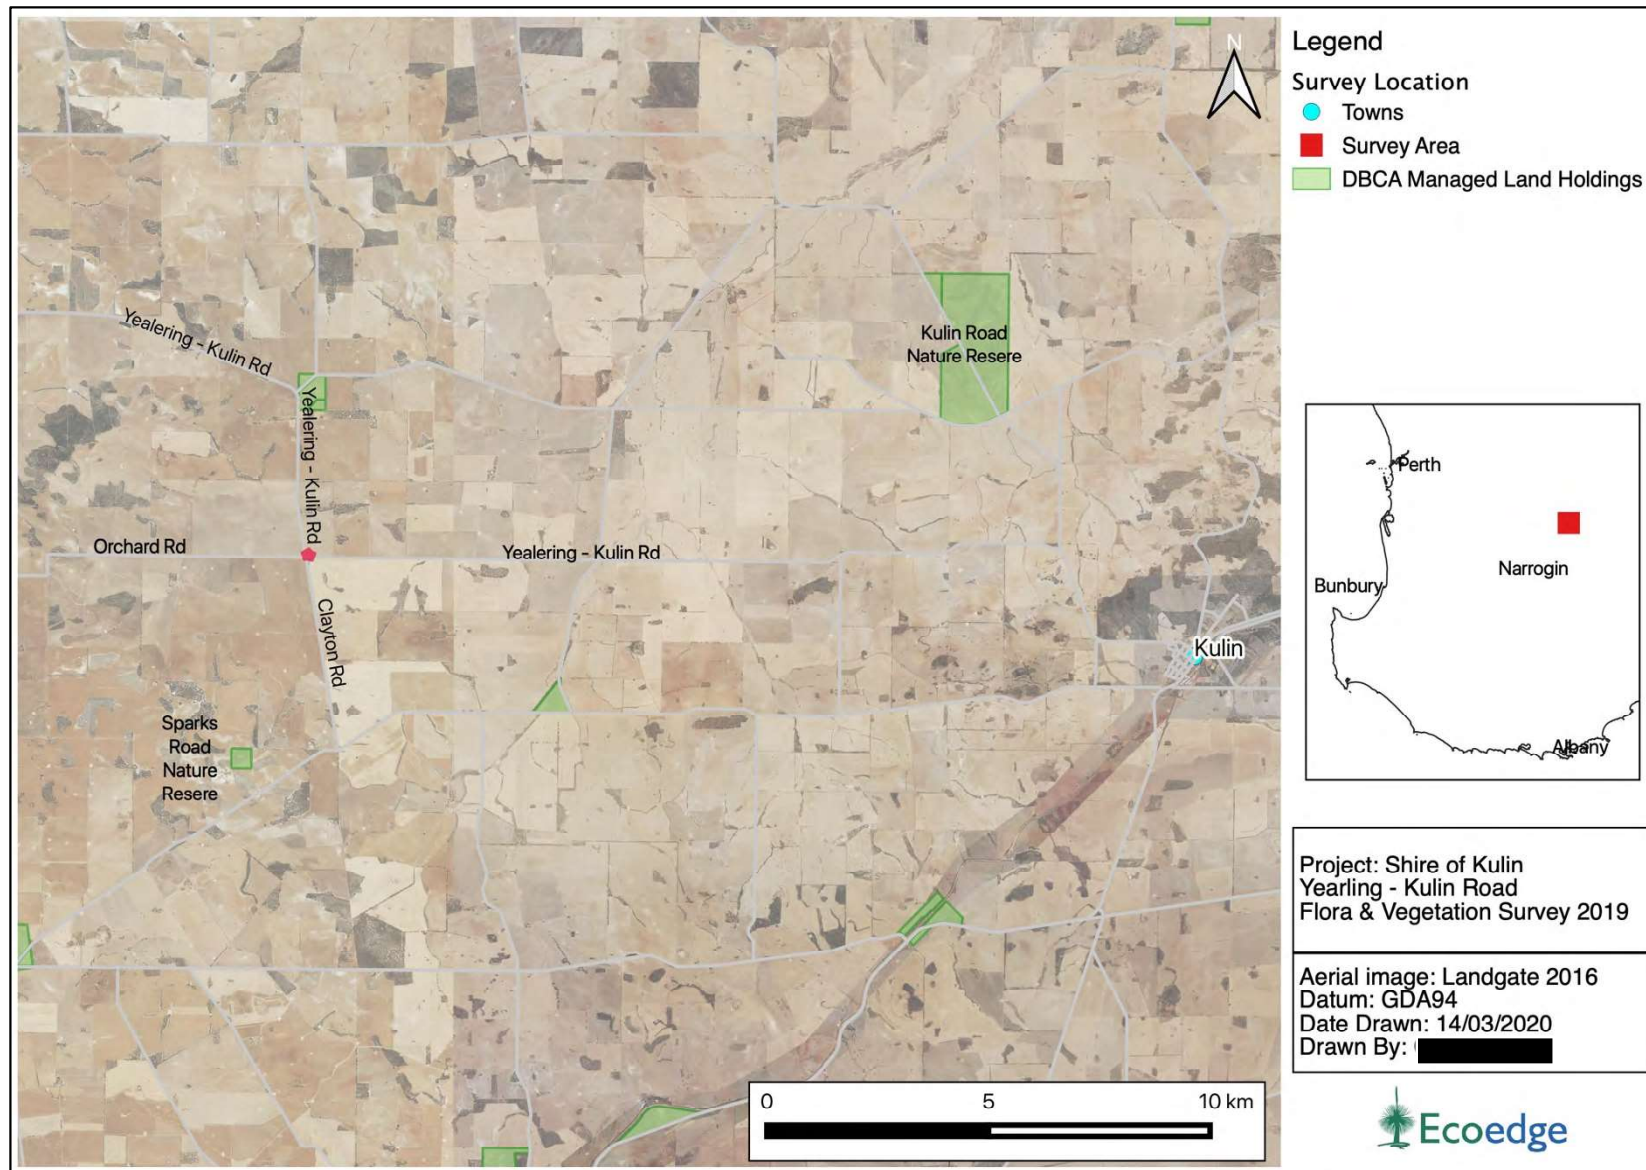 N
Legend
Survey Location
Towns
Survey Area
DBCA Managed Land Holdings
Yealering - Kulin Rd
Kulin Road
Nature Resere
Yealering - Kulin Rd
Orchard Rd
Yealering - Kulin Rd
Clayton Rd
Kulin
Sparks
Road
Nature
Resere
Perth
Narrogin
Bunbury
Albany
Project: Shire of Kulin
Yearling - Kulin Road
Flora & Vegetation Survey 2019
Aerial image: Landgate 2016
Datum: GDA94
Date Drawn: 14/03/2020
Drawn By:
0 5 10 km
Ecoedge